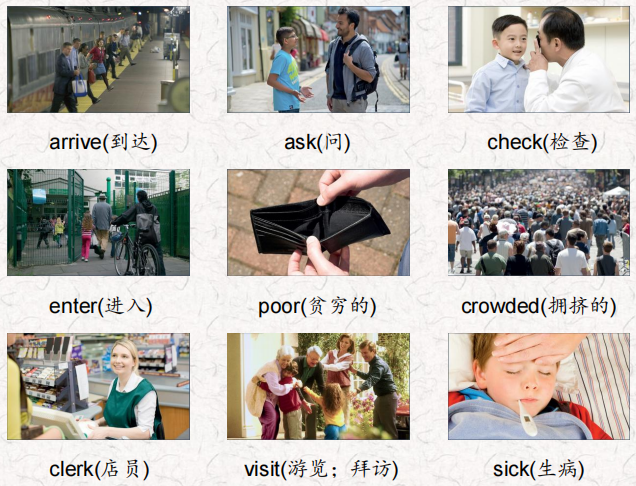 arrive(到达) ask(问) check(检查)
enter(进入) poor(贫穷的) crowded(拥挤的)
clerk(店员) visit(游览；拜访) sick(生病)